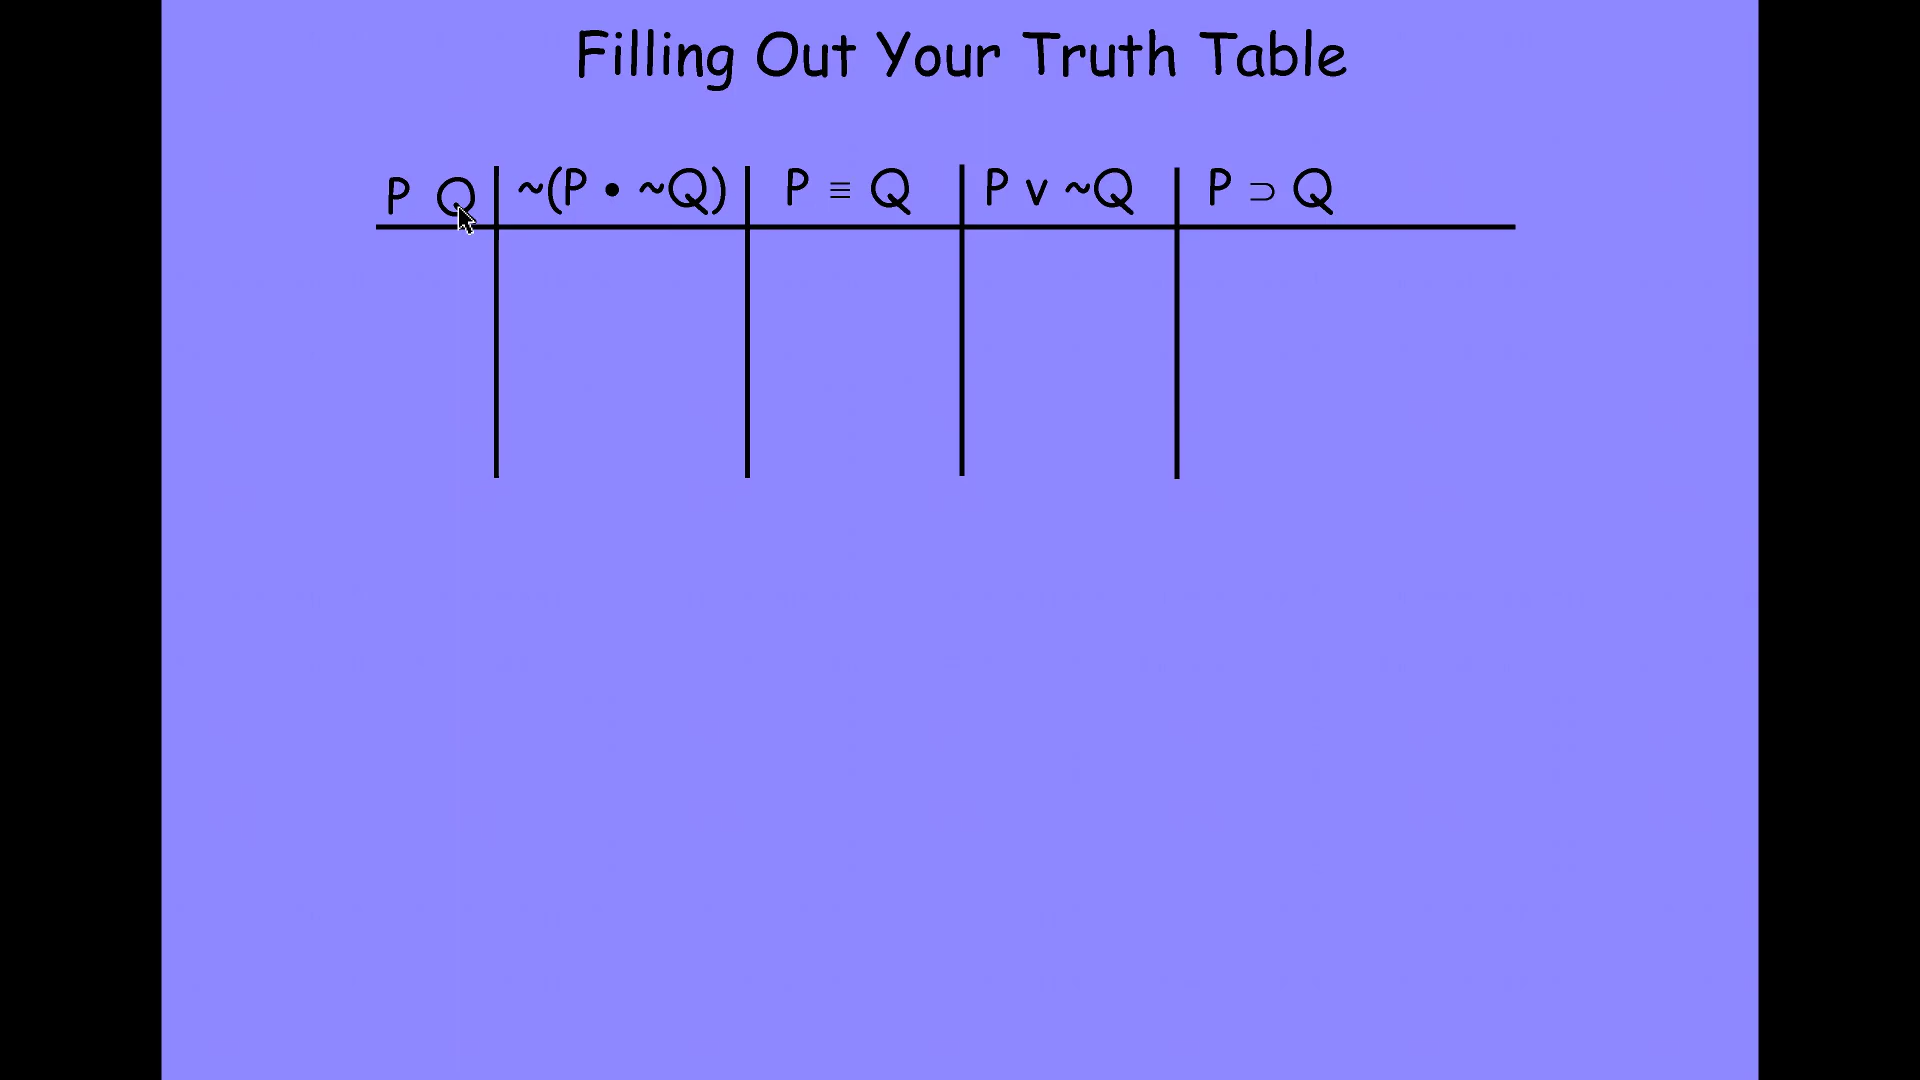 Filling Out Your Truth Table
P Q ~(P • ~Q) P ≡ Q P v ~Q P ⊃ Q